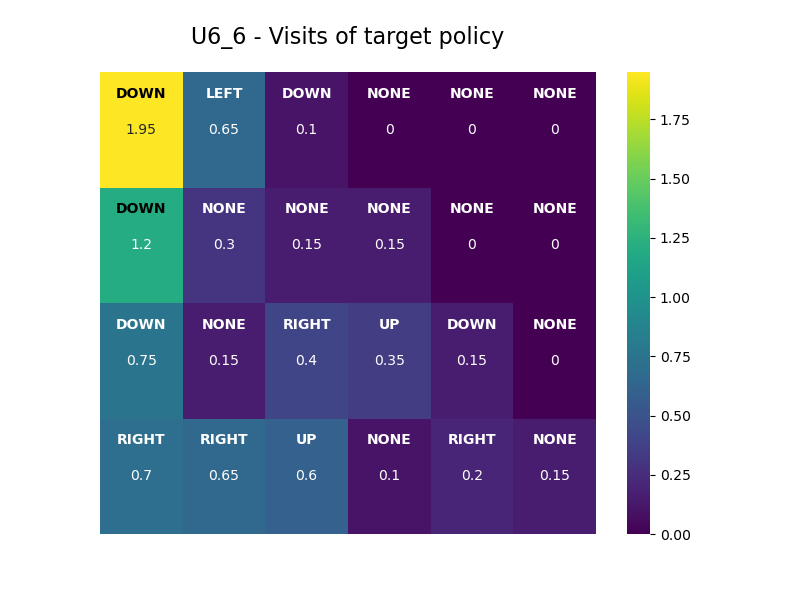 U6_6 - Visits of target policy
DOWN LEFT DOWN NONE NONE NONE
1.95 0.65 0.1 0 0 0
DOWN NONE NONE NONE NONE NONE
1.2 0.3 0.15 0.15 0 0
DOWN NONE RIGHT UP DOWN NONE
0.75 0.15 0.4 0.35 0.15 0
RIGHT RIGHT UP NONE RIGHT NONE
0.7 0.65 0.6 0.1 0.2 0.15
1.75
1.50
1.25
1.00
0.75
0.50
0.25
0.00